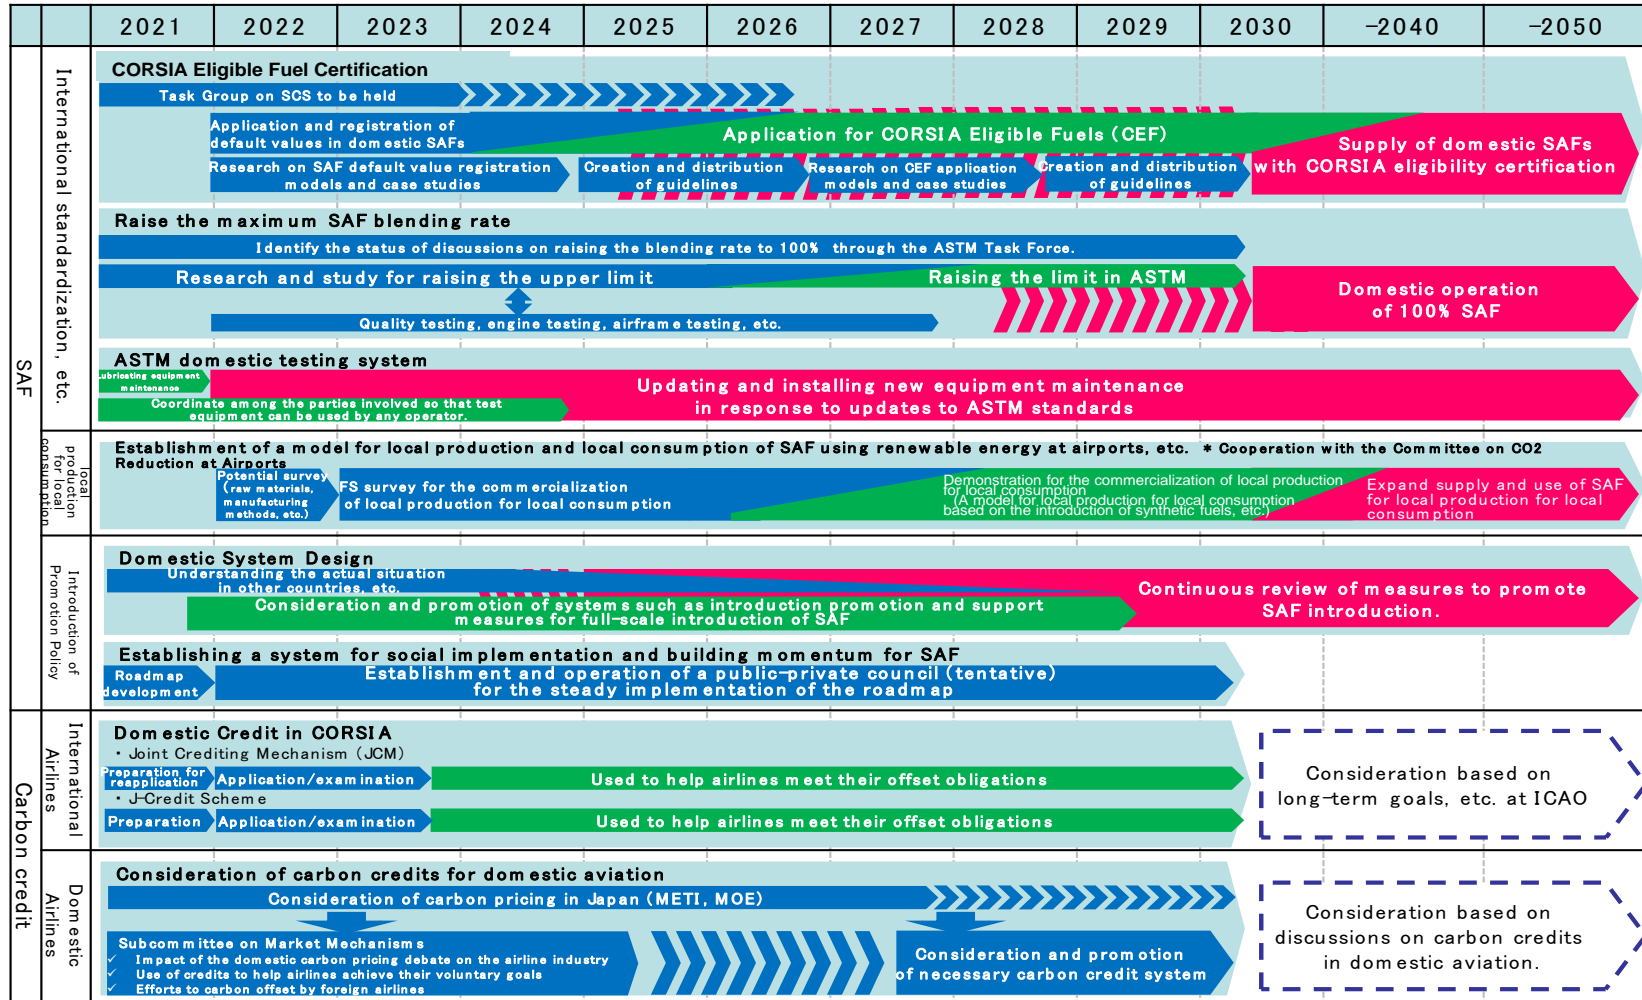 2021 2022 2023 2024 2025 2026 2027 2028 2029 2030 -2040 -2050
SAF
International standardization, etc.
CORSIA Eligible Fuel Certification
Task Group on SCS to be held
Application and registration of
default values in domestic SAFs
Application for CORSIA Eligible Fuels (CEF)
Supply of domestic SAFs
with CORSIA eligibility certification
Research on SAF default value registration
models and case studies
Creation and distribution
of guidelines
Research on CEF application
models and case studies
Creation and distribution
of guidelines
Raise the maximum SAF blending rate
Identify the status of discussions on raising the blending rate to 100% through the ASTM Task Force.
Research and study for raising the upper limit
Raising the limit in ASTM
Domestic operation
of 100% SAF
Quality testing, engine testing, airframe testing, etc.
ASTM domestic testing system
Lubricating equipment
maintenance
Updating and installing new equipment maintenance
in response to updates to ASTM standards
Coordinate among the parties involved so that test
equipment can be used by any operator.
local
production
for local
consumption
Establishment of a model for local production and local consumption of SAF using renewable energy at airports, etc. * Cooperation with the Committee on CO2
Reduction at Airports
Potential survey
(raw materials,
manufacturing
methods, etc.)
FS survey for the commercialization
of local production for local consumption
Demonstration for the commercialization of local production
for local consumption
(A model for local production for local consumption
based on the introduction of synthetic fuels, etc.)
Expand supply and use of SAF
for local production for local
consumption
Introduction of
Promotion Policy
Domestic System Design
Understanding the actual situation
in other countries, etc.
Consideration and promotion of systems such as introduction promotion and support
measures for full-scale introduction of SAF
Continuous review of measures to promote
SAF introduction.
Establishing a system for social implementation and building momentum for SAF
Roadmap
development
Establishment and operation of a public-private council (tentative)
for the steady implementation of the roadmap
Carbon credit
International
Airlines
Domestic Credit in CORSIA
・Joint Crediting Mechanism (JCM)
Preparation for
reapplication
Application/examination
Used to help airlines meet their offset obligations
・J-Credit Scheme
Preparation
Application/examination
Used to help airlines meet their offset obligations
Consideration based on
long-term goals, etc. at ICAO
Domestic
Airlines
Consideration of carbon credits for domestic aviation
Consideration of carbon pricing in Japan (METI, MOE)
Subcommittee on Market Mechanisms
✓ Impact of the domestic carbon pricing debate on the airline industry
✓ Use of credits to help airlines achieve their voluntary goals
✓ Efforts to carbon offset by foreign airlines
Consideration and promotion
of necessary carbon credit system
Consideration based on
discussions on carbon credits
in domestic aviation.